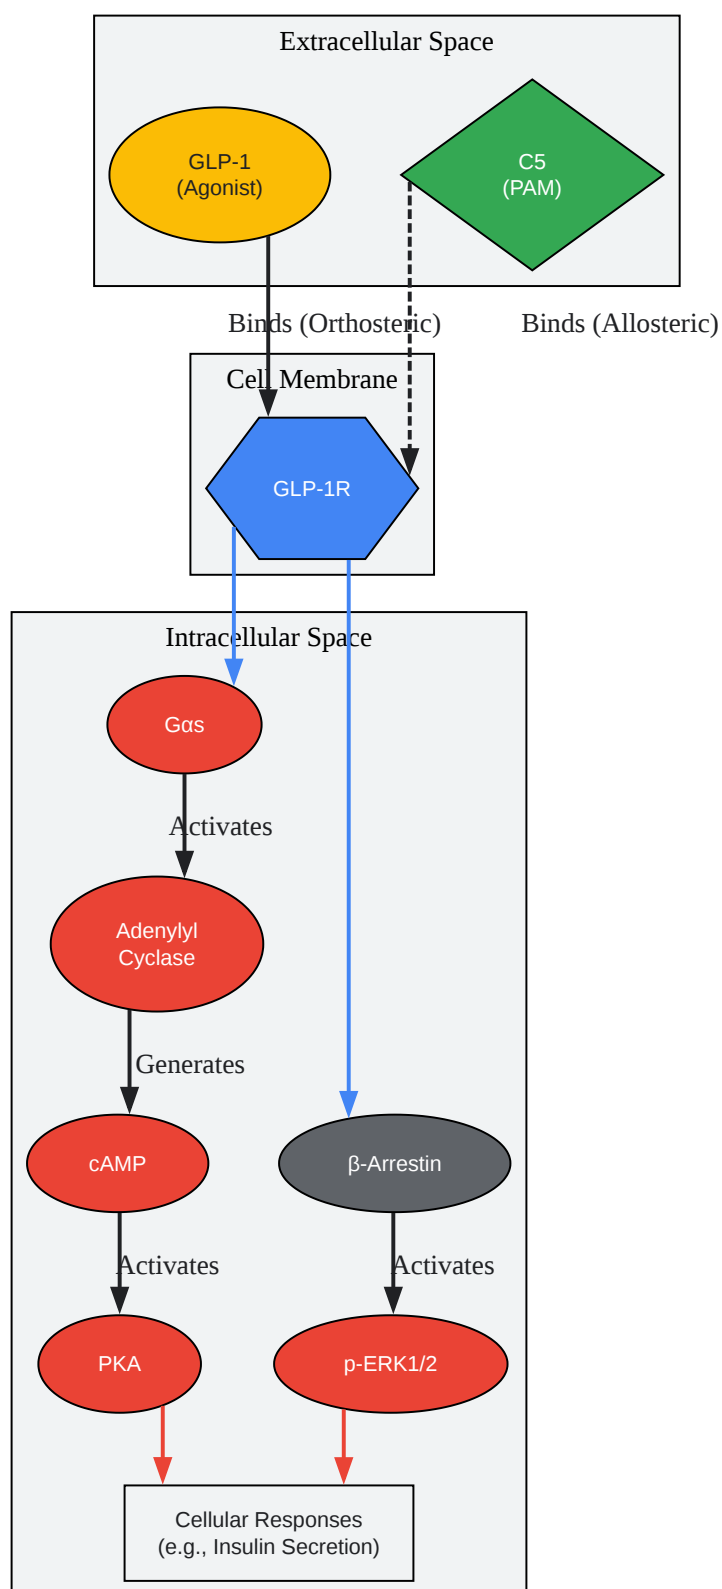 Extracellular Space
GLP-1
(Agonist)
C5
(PAM)
Binds (Orthosteric)
Binds (Allosteric)
Cell Membrane
GLP-1R
Intracellular Space
Gαs
Activates
Adenylyl
Cyclase
Generates
cAMP
β-Arrestin
Activates
Activates
PKA
p-ERK1/2
Cellular Responses
(e.g., Insulin Secretion)